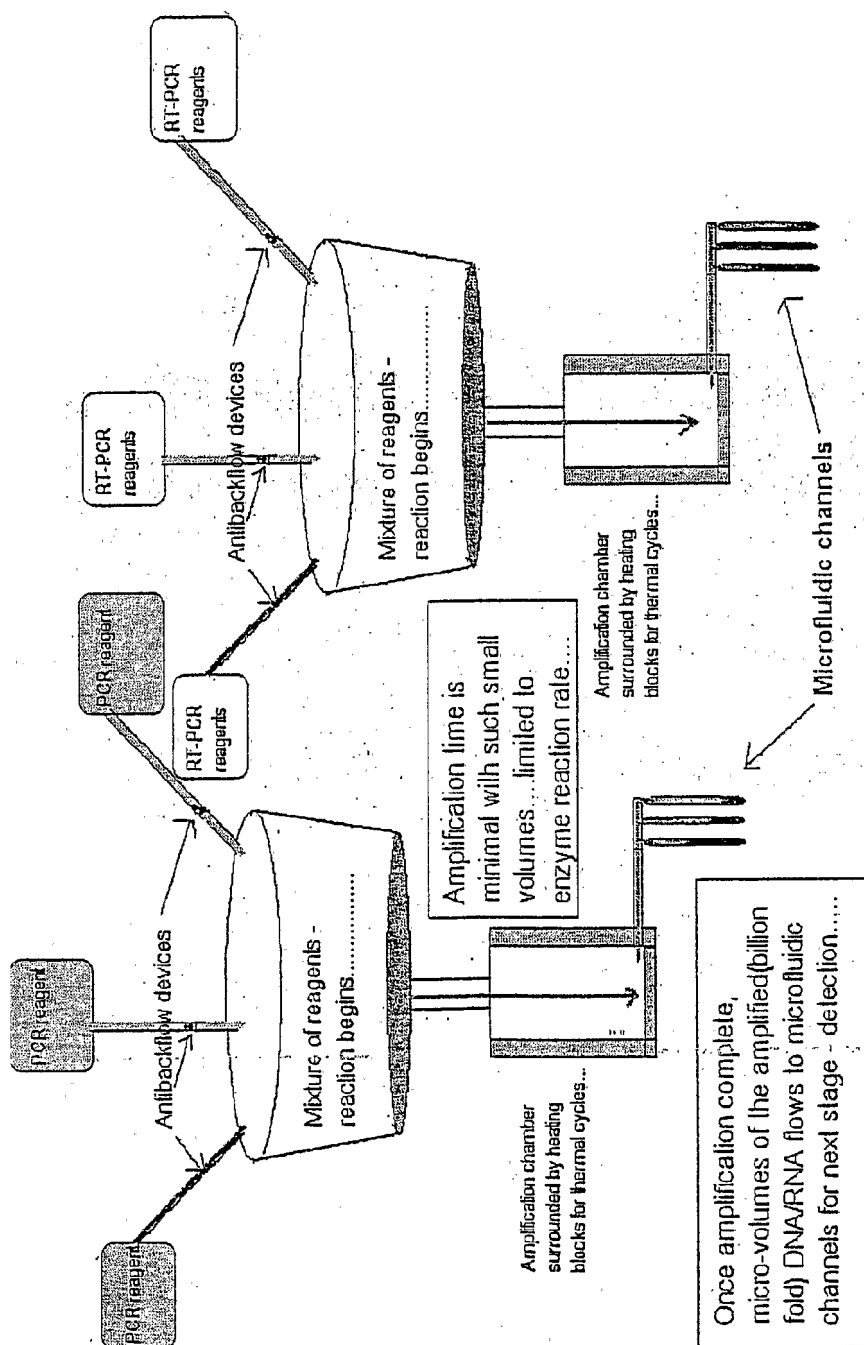 PCR reagent
PCR reagent
PCR reagent
Antibackflow devices
Mixture of reagents -
reaction begins................
Amplification chamber
surrounded by heating
blocks for thermal cycles...
RT-PCR
reagents
RT-PCR
reagents
RT-PCR
reagents
Antibackflow devices
Mixture of reagents -
reaction begins................
Amplification time is
minimal with such small
volumes....limited to
enzyme reaction rate....
Amplification chamber
surrounded by heating
blocks for thermal cycles...
Microfluidic channels
Once amplification complete,
micro-volumes of the amplified(billion
fold) DNA/RNA flows to microfluidic
channels for next stage - detection.....